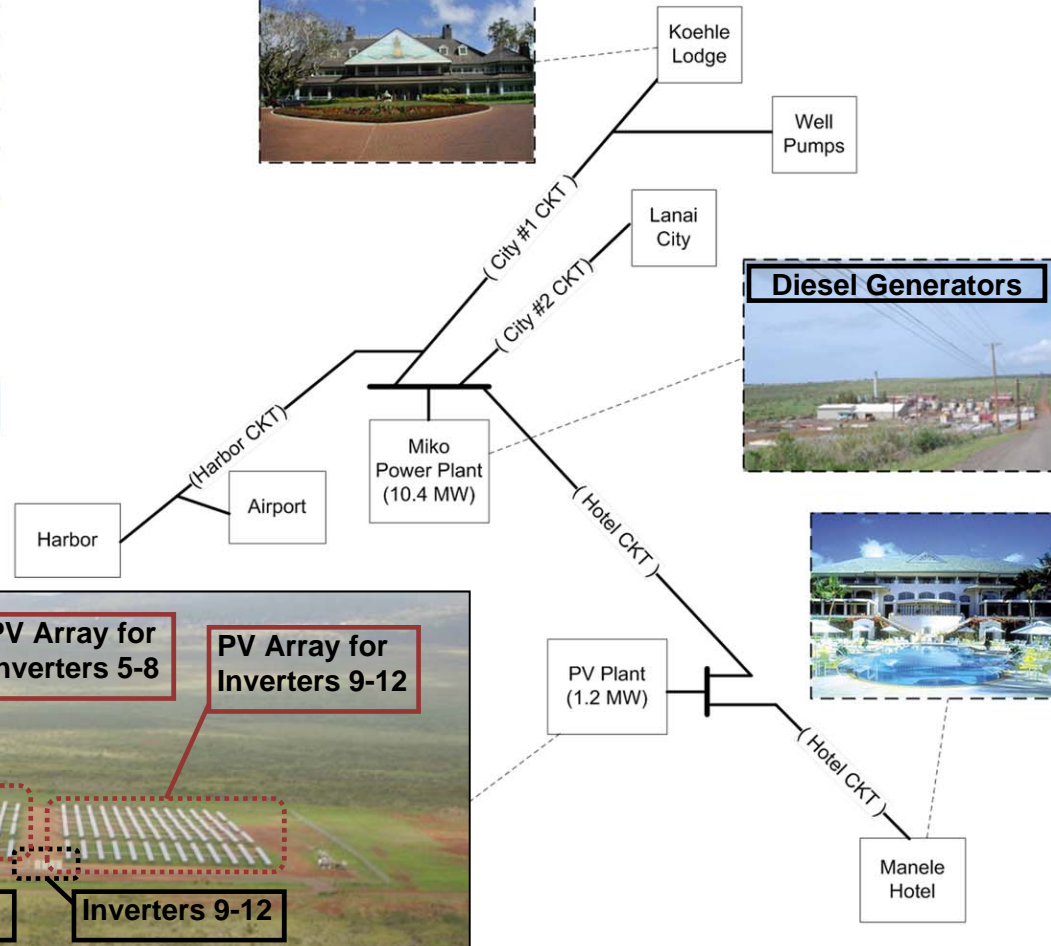 Koehle
Lodge
Well
Pumps
( City #1 CKT )
Lanai
City
( City #2 CKT)
Diesel Generators
(Harbor CKT)
Miko
Power Plant
(10.4 MW)
Airport
Harbor
( Hotel CKT )
PV Array for
Inverters 5-8
PV Array for
Inverters 9-12
PV Plant
(1.2 MW)
( Hotel CKT )
Inverters 9-12
Manele
Hotel